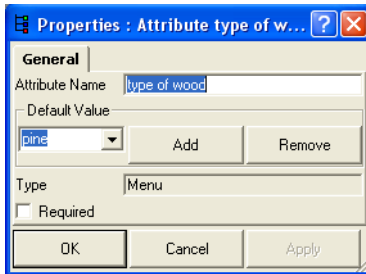 Properties : Attribute type of w...
General
Attribute Name type of wood
Default Value
pine Add Remove
Type Menu
Required
OK Cancel Apply